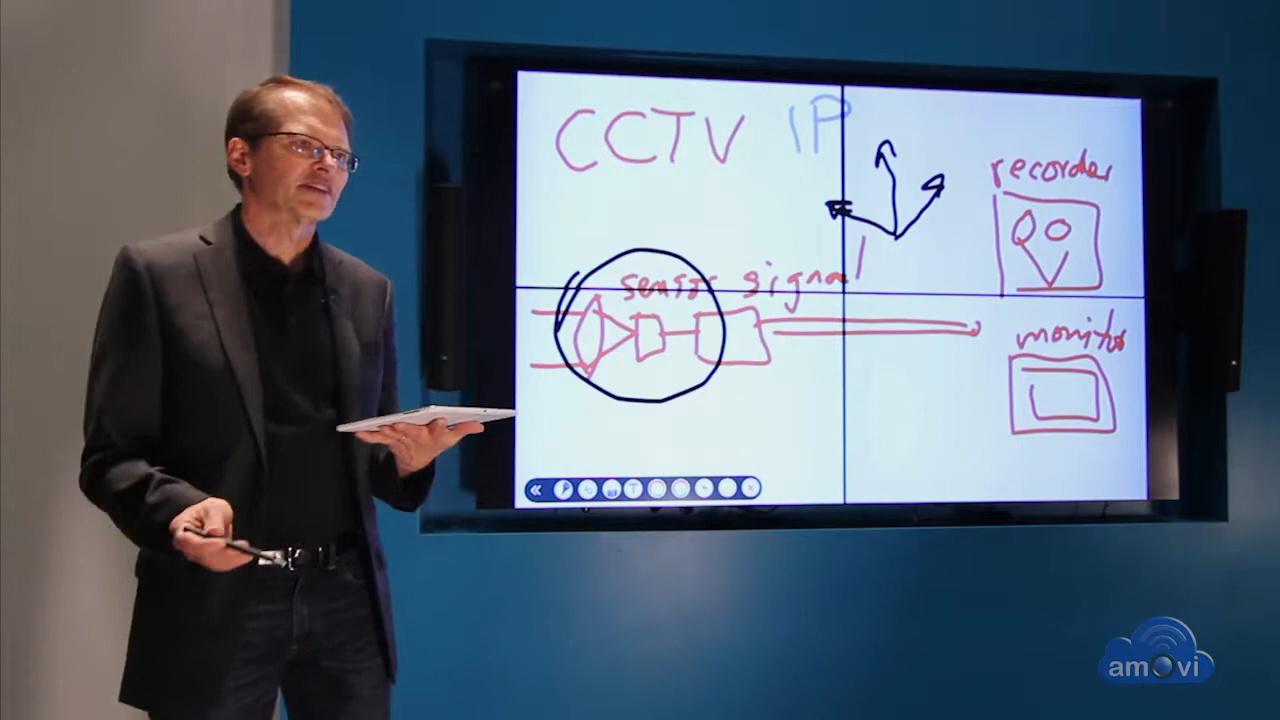 CCTV IP
recorder
sensor signal
monitor
T
amovi